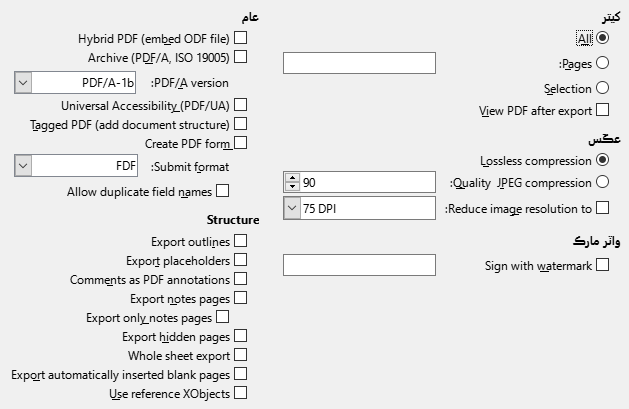 کيتر
All
Pages:
Selection
View PDF after export
عڪس
Lossless compression
Quality JPEG compression:
90
Reduce image resolution to:
75 DPI
واٽر مارڪ
Sign with watermark
عام
Hybrid PDF (embed ODF file)
Archive (PDF/A, ISO 19005)
PDF/A version:
PDF/A-1b
Universal Accessibility (PDF/UA)
Tagged PDF (add document structure)
Create PDF form
Submit format:
FDF
Allow duplicate field names
Structure
Export outlines
Export placeholders
Comments as PDF annotations
Export notes pages
Export only notes pages
Export hidden pages
Whole sheet export
Export automatically inserted blank pages
Use reference XObjects